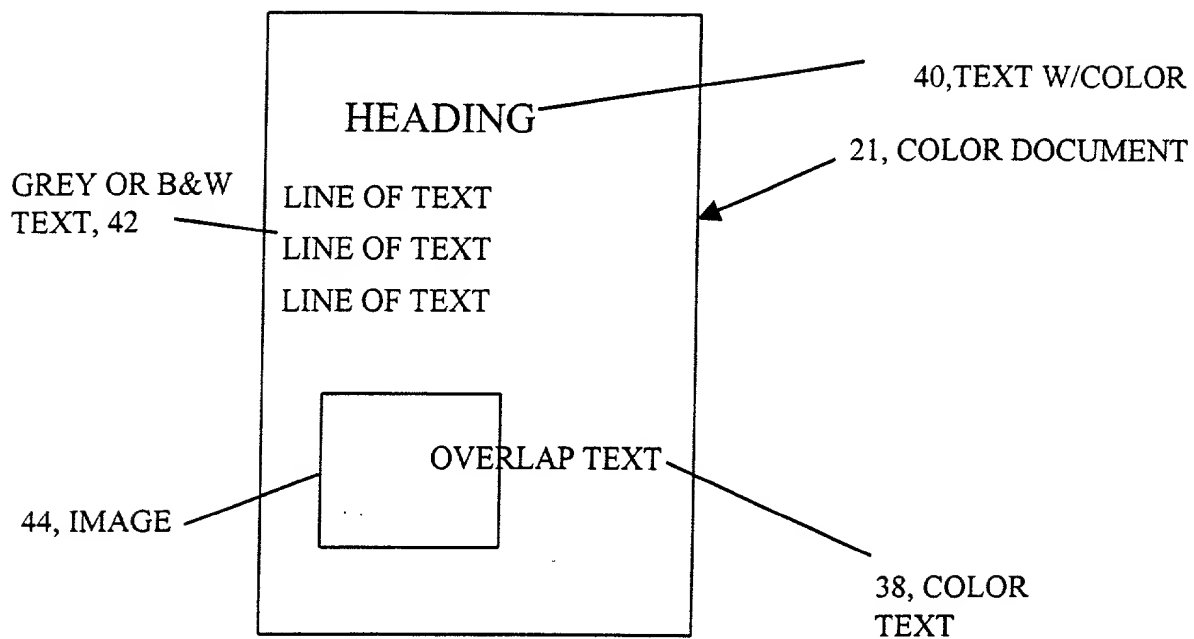 40,TEXT W/COLOR
HEADING
21, COLOR DOCUMENT
GREY OR B&W
TEXT, 42
LINE OF TEXT
LINE OF TEXT
LINE OF TEXT
OVERLAP TEXT
44, IMAGE
38, COLOR
TEXT